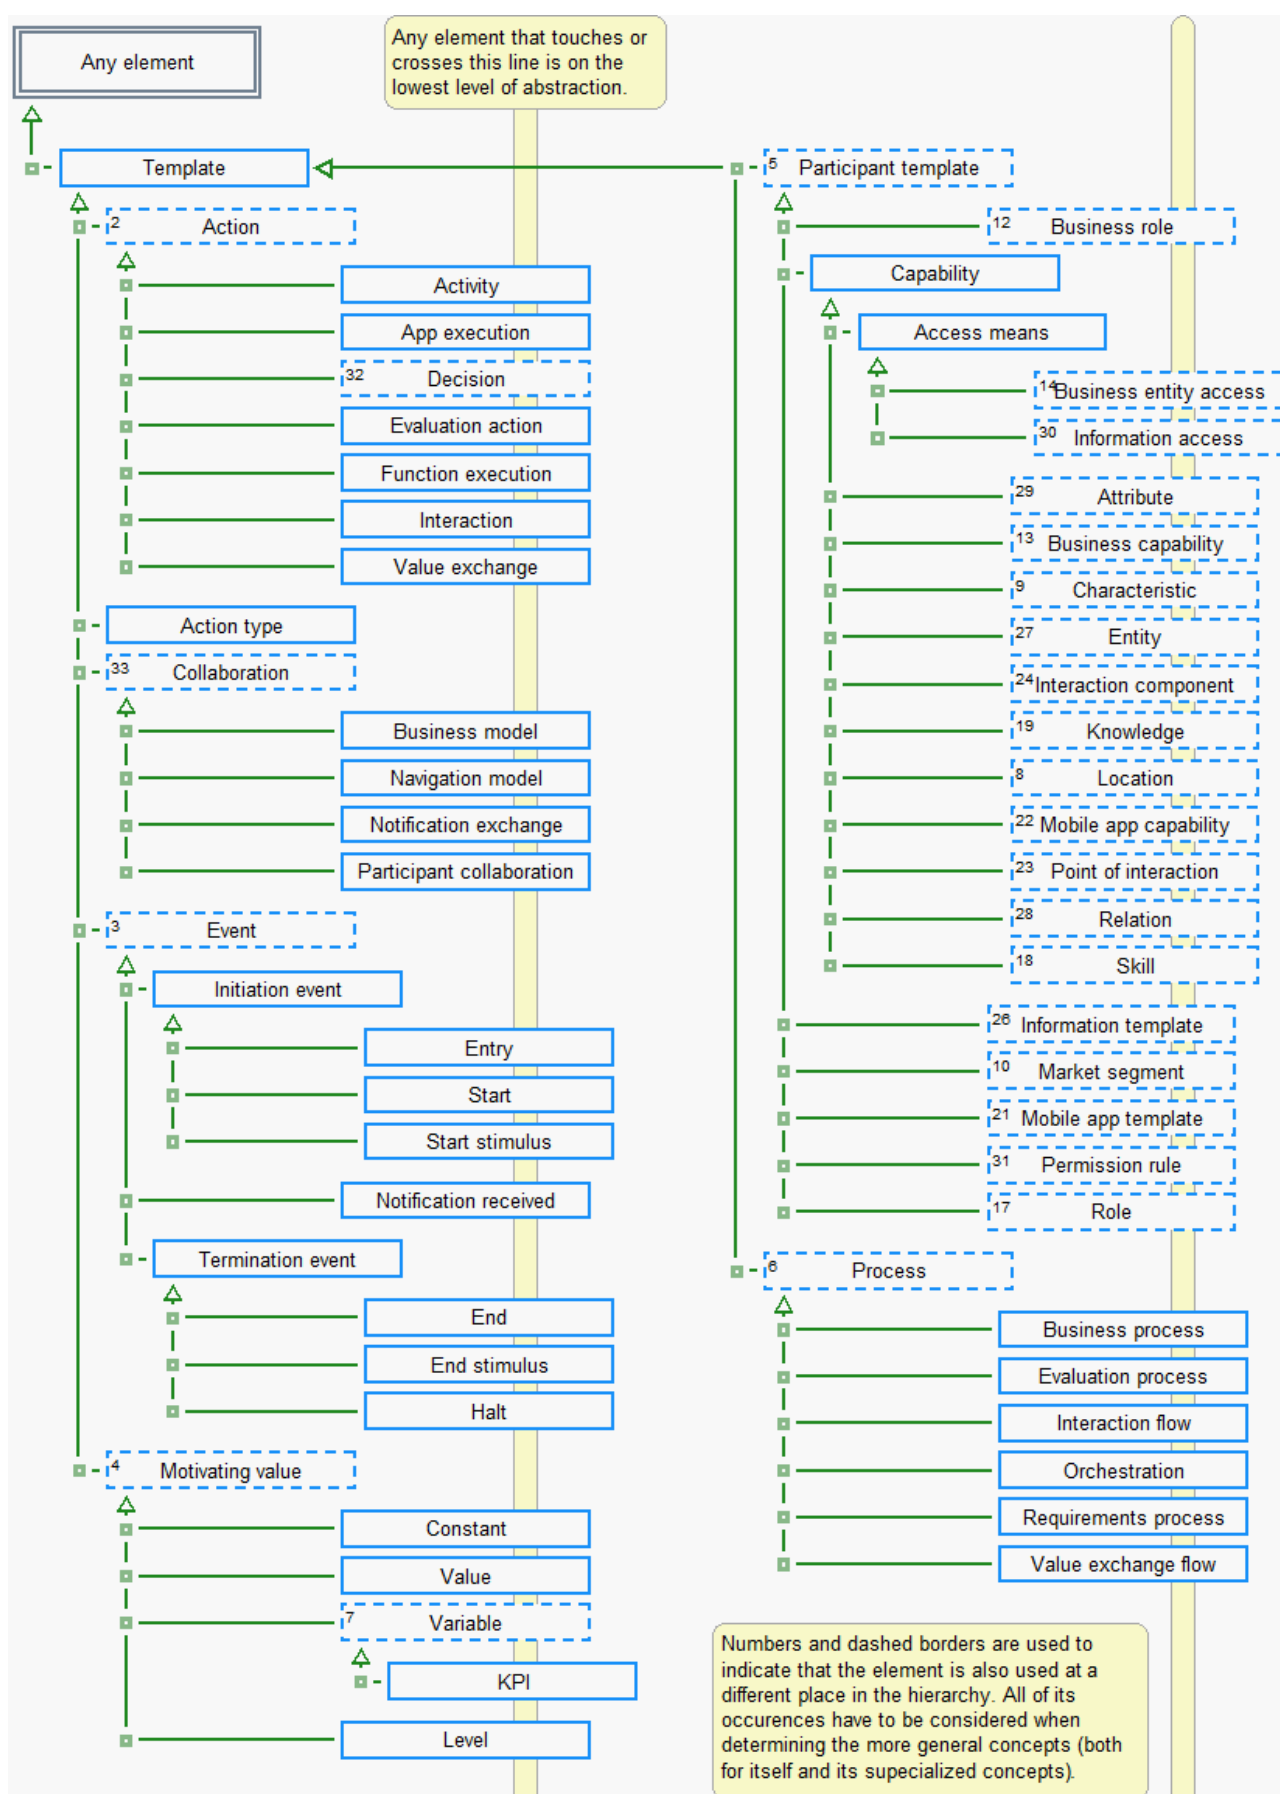 Any element
Any element that touches or
crosses this line is on the
lowest level of abstraction.
Template
2 Action
Activity
App execution
32 Decision
Evaluation action
Function execution
Interaction
Value exchange
Action type
33 Collaboration
Business model
Navigation model
Notification exchange
Participant collaboration
3 Event
Initiation event
Entry
Start
Start stimulus
Notification received
Termination event
End
End stimulus
Halt
4 Motivating value
Constant
Value
7 Variable
KPI
Level
5 Participant template
12 Business role
Capability
Access means
14 Business entity access
30 Information access
29 Attribute
13 Business capability
9 Characteristic
27 Entity
24 Interaction component
19 Knowledge
8 Location
22 Mobile app capability
23 Point of interaction
28 Relation
18 Skill
26 Information template
10 Market segment
21 Mobile app template
31 Permission rule
17 Role
6 Process
Business process
Evaluation process
Interaction flow
Orchestration
Requirements process
Value exchange flow
Numbers and dashed borders are used to
indicate that the element is also used at a
different place in the hierarchy. All of its
occurences have to be considered when
determining the more general concepts (both
for itself and its supecialized concepts).